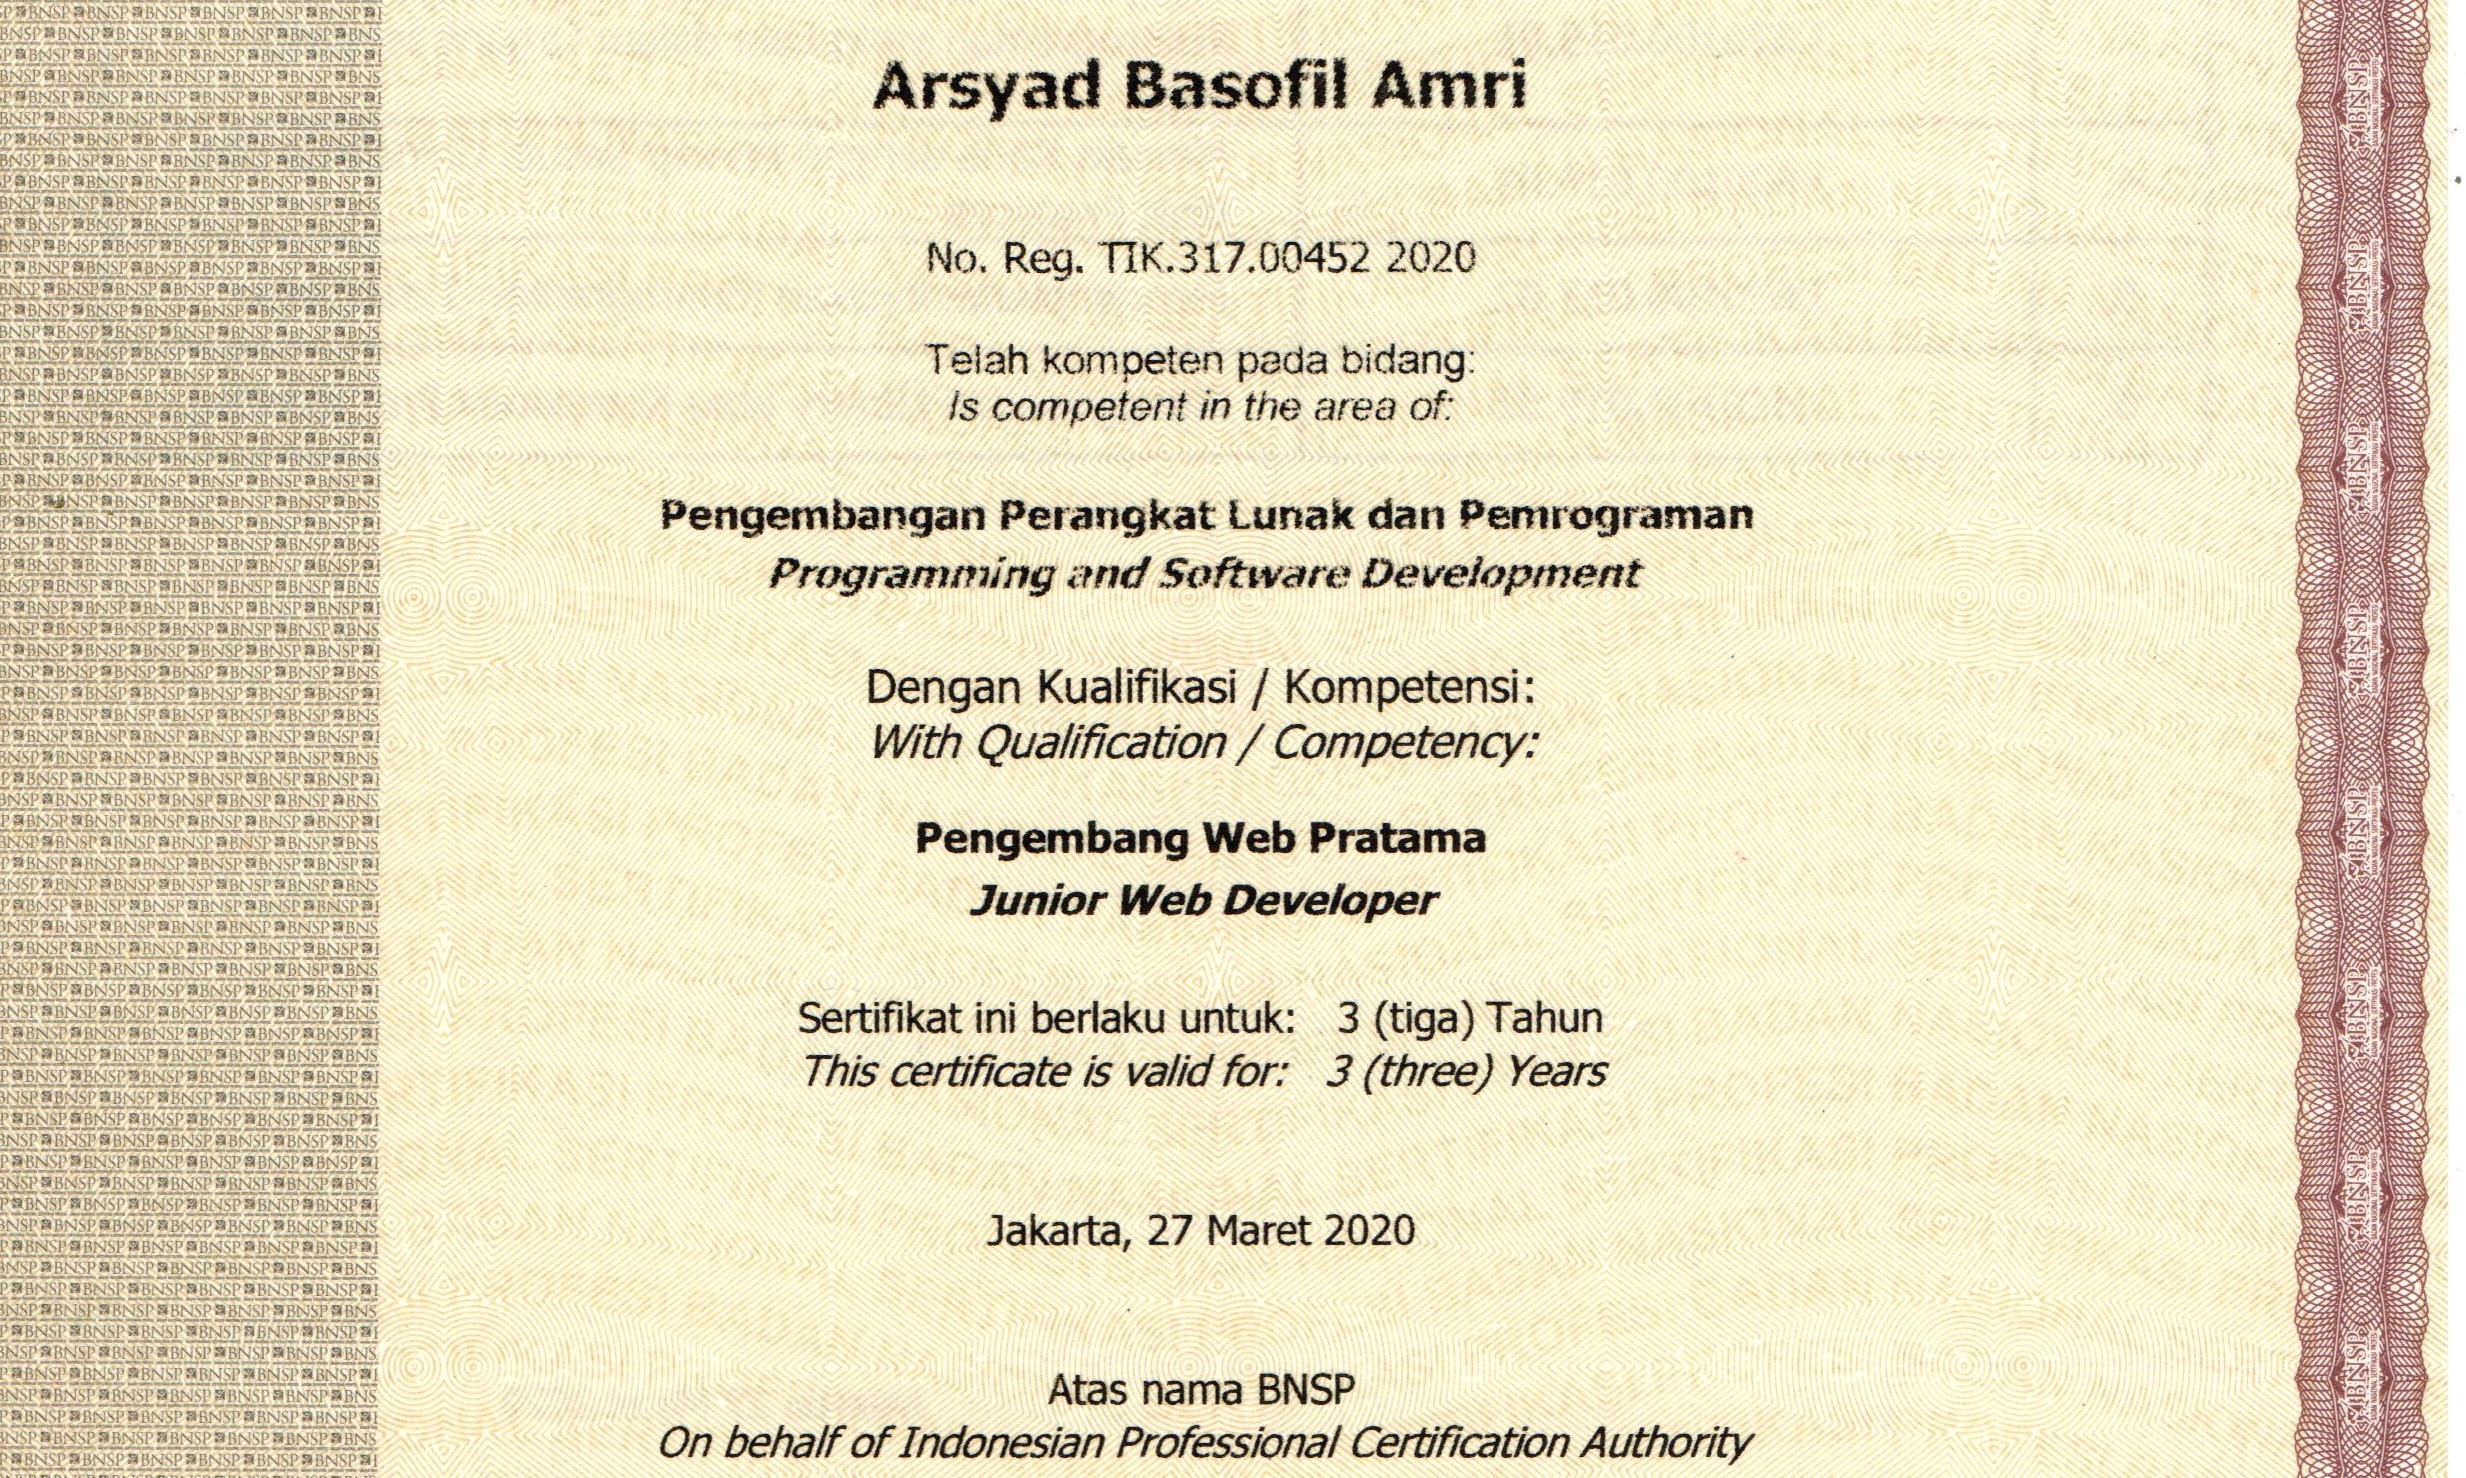 Arsyad Basofil Amri
No. Reg. TIK.317.00452 2020
Telah kompeten pada bidang:
Is competent in the area of:
Pengembangan Perangkat Lunak dan Pemrograman
Programming and Software Development
Dengan Kualifikasi / Kompetensi:
With Qualification / Competency:
Pengembang Web Pratama
Junior Web Developer
Sertifikat ini berlaku untuk: 3 (tiga) Tahun
This certificate is valid for: 3 (three) Years
Jakarta, 27 Maret 2020
Atas nama BNSP
On behalf of Indonesian Professional Certification Authority